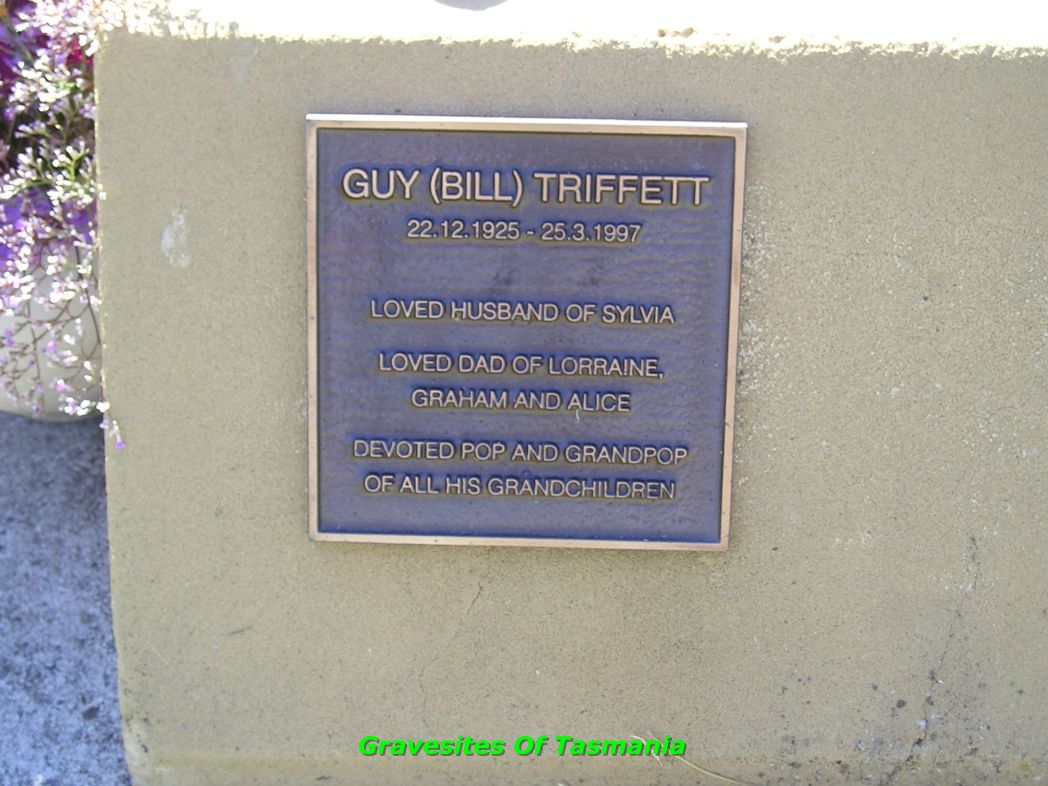 GUY (BILL) TRIFFETT
22.12.1925 - 25.3.1997
LOVED HUSBAND OF SYLVIA
LOVED DAD OF LORRAINE,
GRAHAM AND ALICE
DEVOTED POP AND GRANDPOP
OF ALL HIS GRANDCHILDREN
Gravesites Of Tasmania